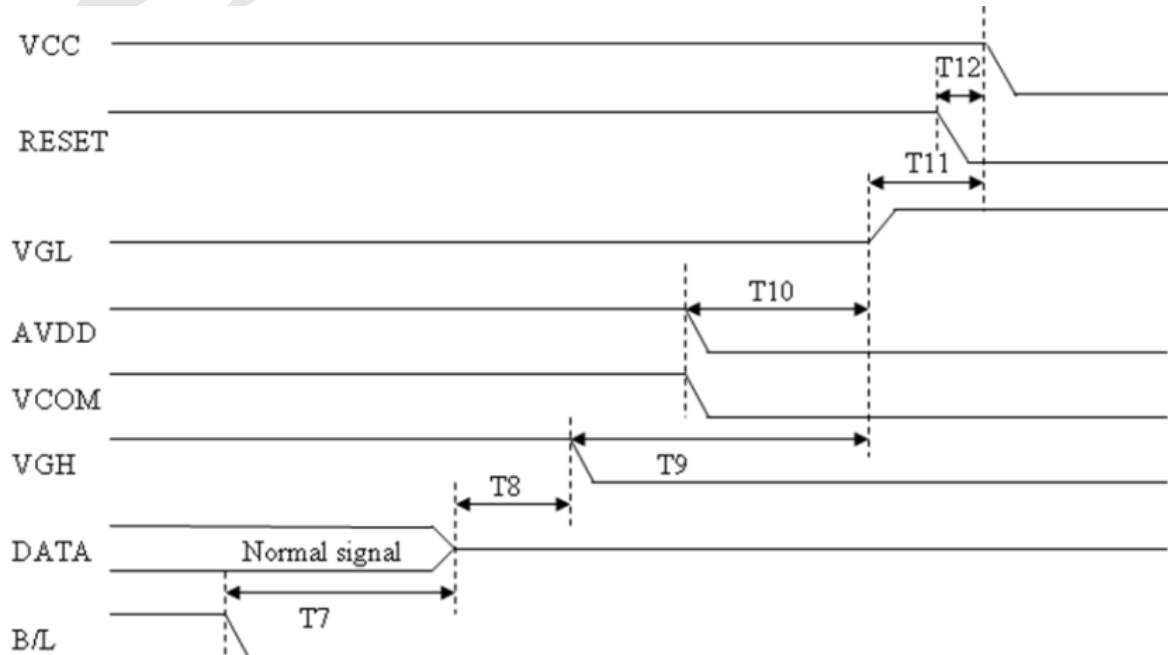 VCC
T12
RESET
T11
VGL
T10
AVDD
VCOM
VGH
T9
T8
DATA
Normal signal
T7
B/L